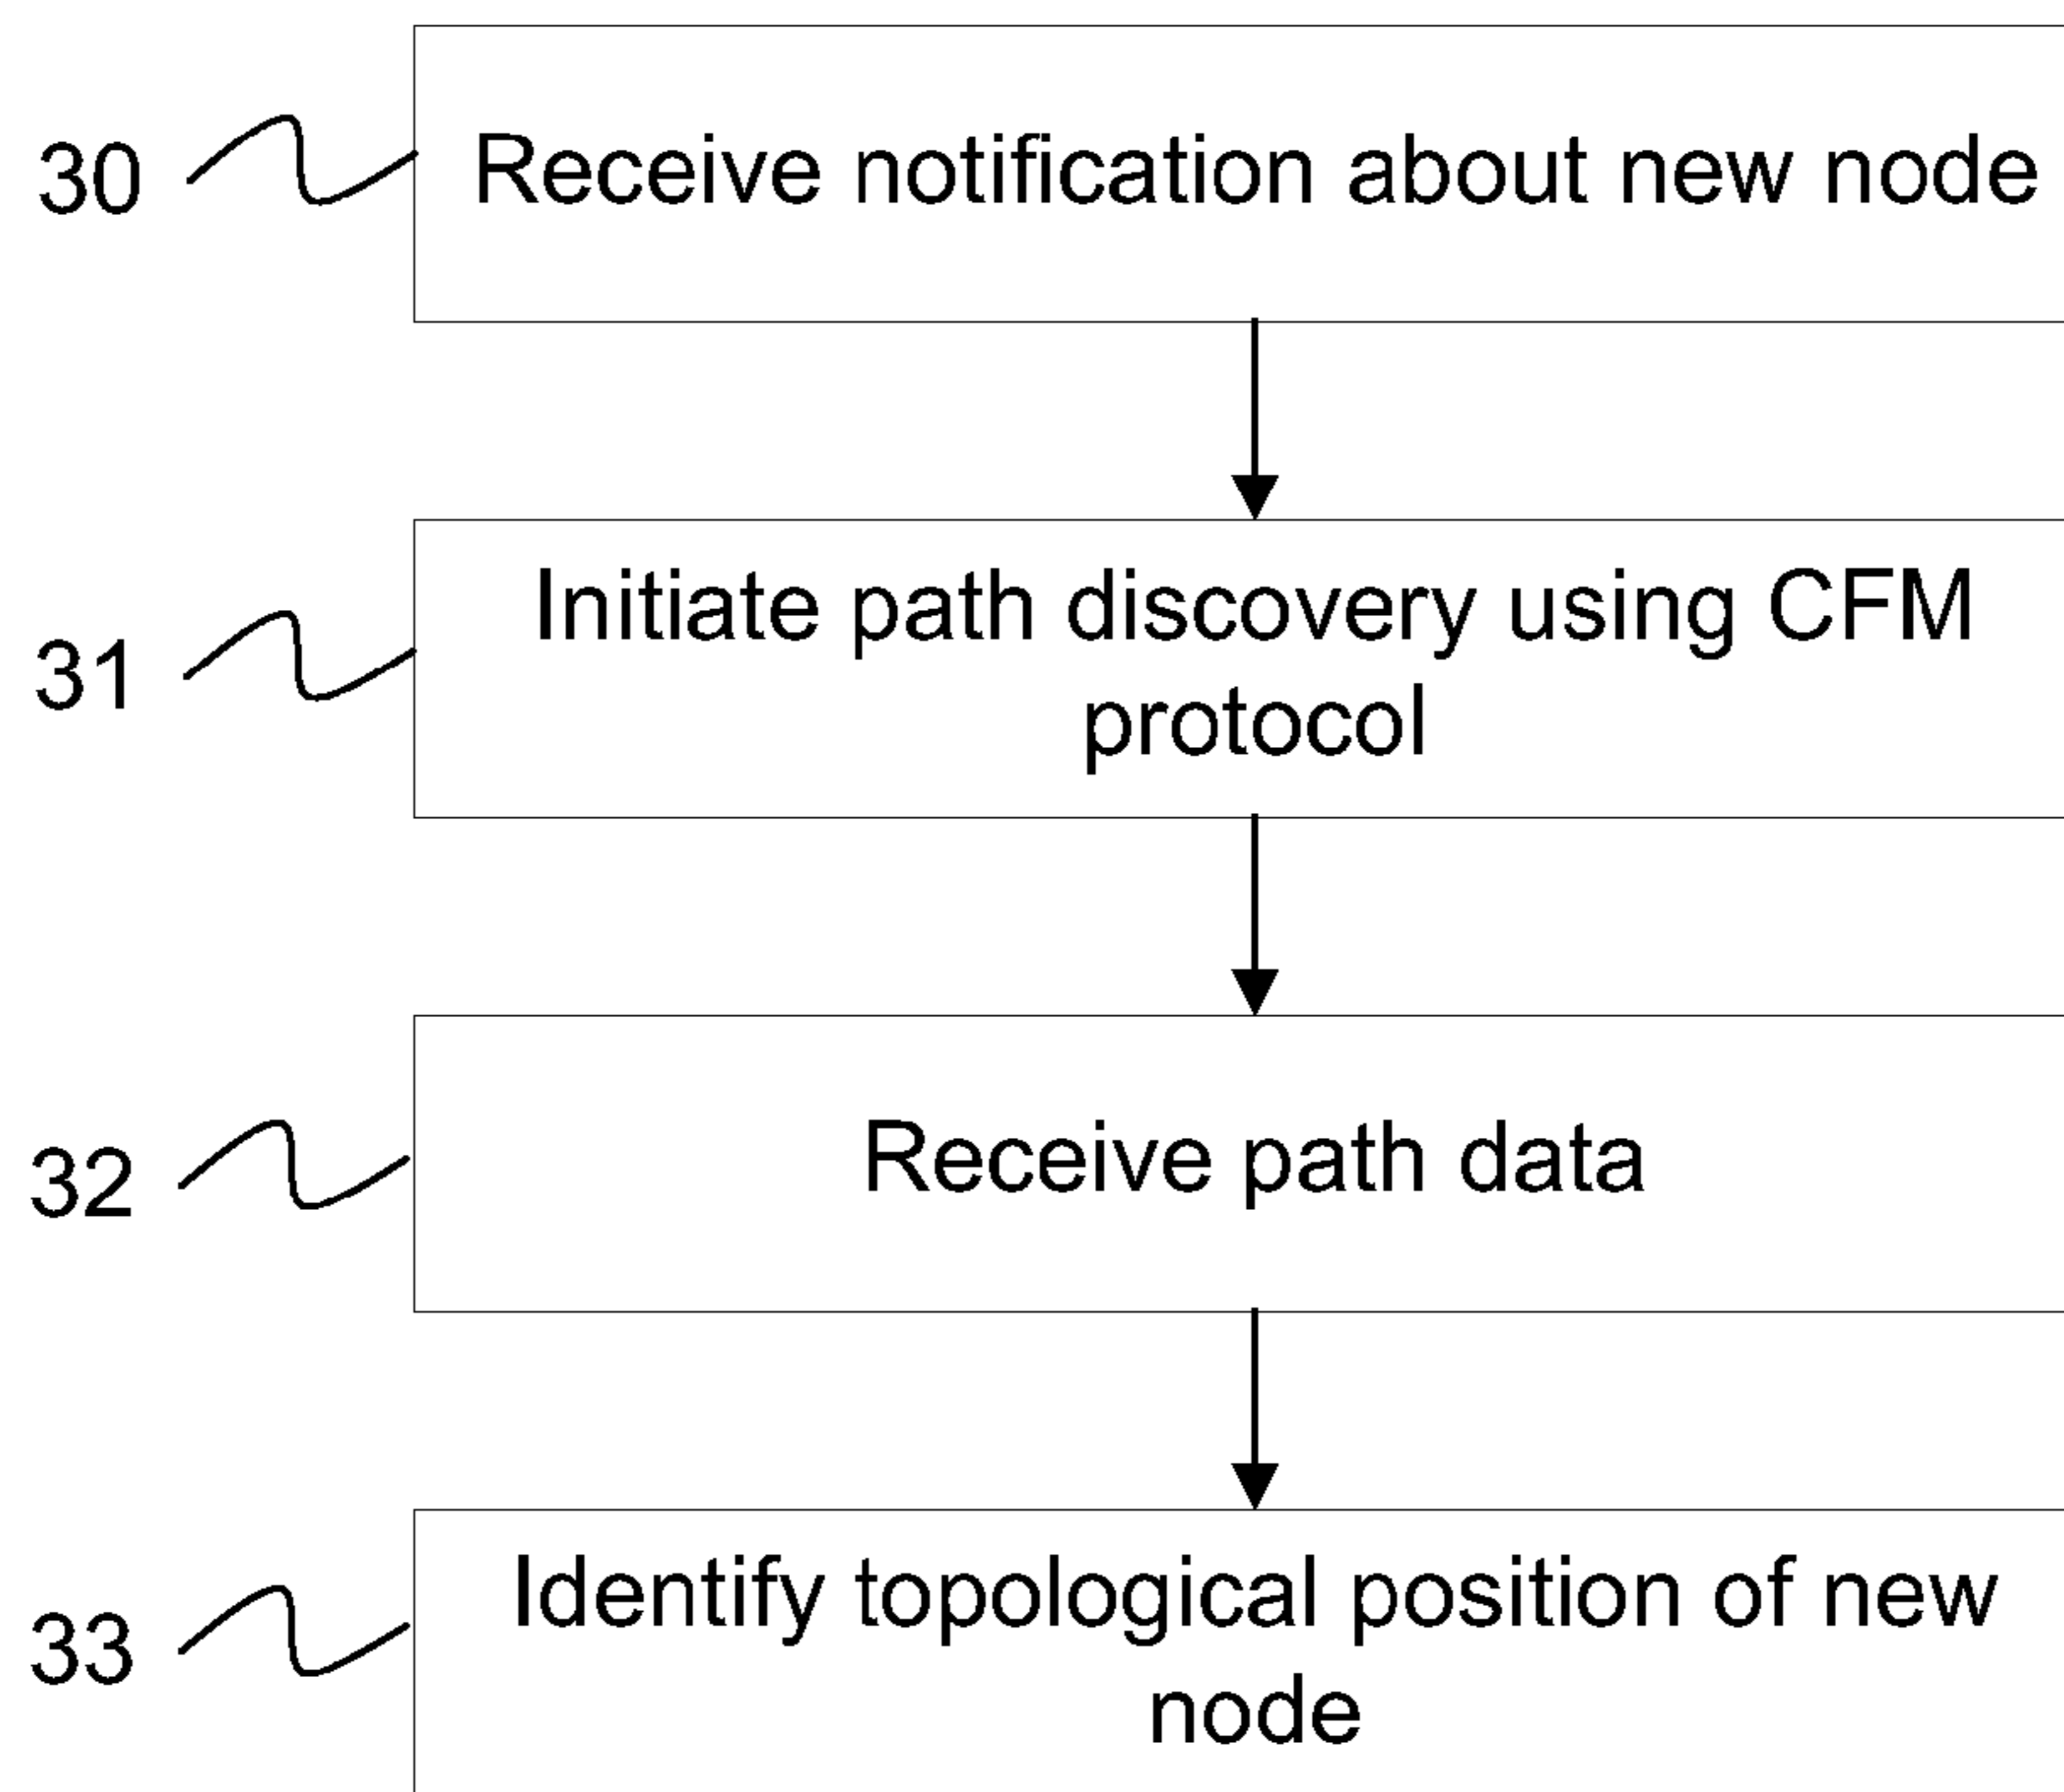 30
Receive notification about new node
31
Initiate path discovery using CFM
protocol
32
Receive path data
33
Identify topological position of new
node